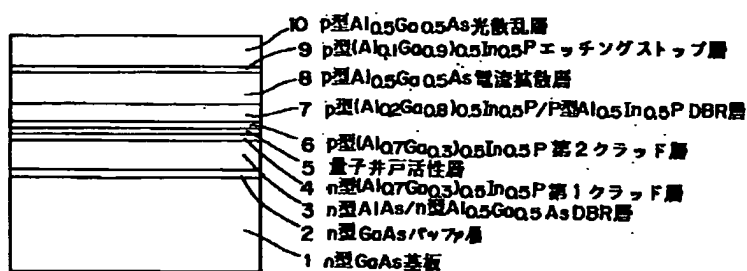 10 p型Al0.5Ga0.5As光散乱層
9 p型(Al0.1Ga0.9)0.5In0.5Pエッチングストップ層
8 p型Al0.5Ga0.5As電流拡散層
7 p型(Al0.2Ga0.8)0.5In0.5P/p型Al0.5In0.5P DBR層
6 p型(Al0.7Ga0.3)0.5In0.5P第2クラッド層
5 量子井戸活性層
4 n型(Al0.7Ga0.3)0.5In0.5P第1クラッド層
3 n型AlAs/n型Al0.5Ga0.5As DBR層
2 n型GaAsバッファ層
1 n型GaAs基板